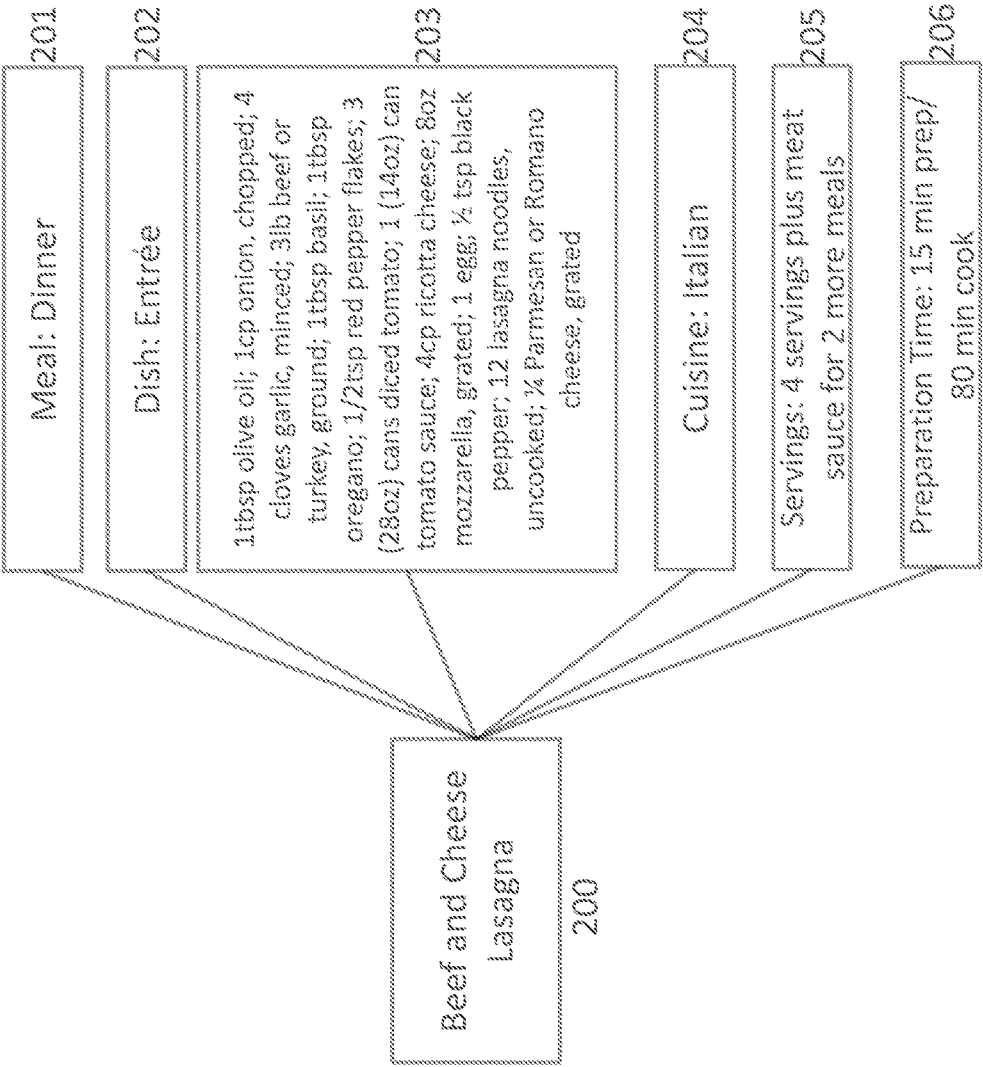 Beef and Cheese
Lasagna
200
Meal: Dinner
201
Dish: Entrée
202
1tbsp olive oil; 1cp onion, chopped; 4
cloves garlic, minced; 3lb beef or
turkey, ground; 1tbsp basil; 1tbsp
oregano; 1/2tsp red pepper flakes; 3
(28oz) cans diced tomato; 1 (14oz) can
tomato sauce; 4cp ricotta cheese; 8oz
mozzarella, grated; 1 egg; ½ tsp black
pepper; 12 lasagna noodles,
uncooked; ¼ Parmesan or Romano
cheese, grated
203
Cuisine: Italian
204
Servings: 4 servings plus meat
sauce for 2 more meals
205
Preparation Time: 15 min prep/
80 min cook
206